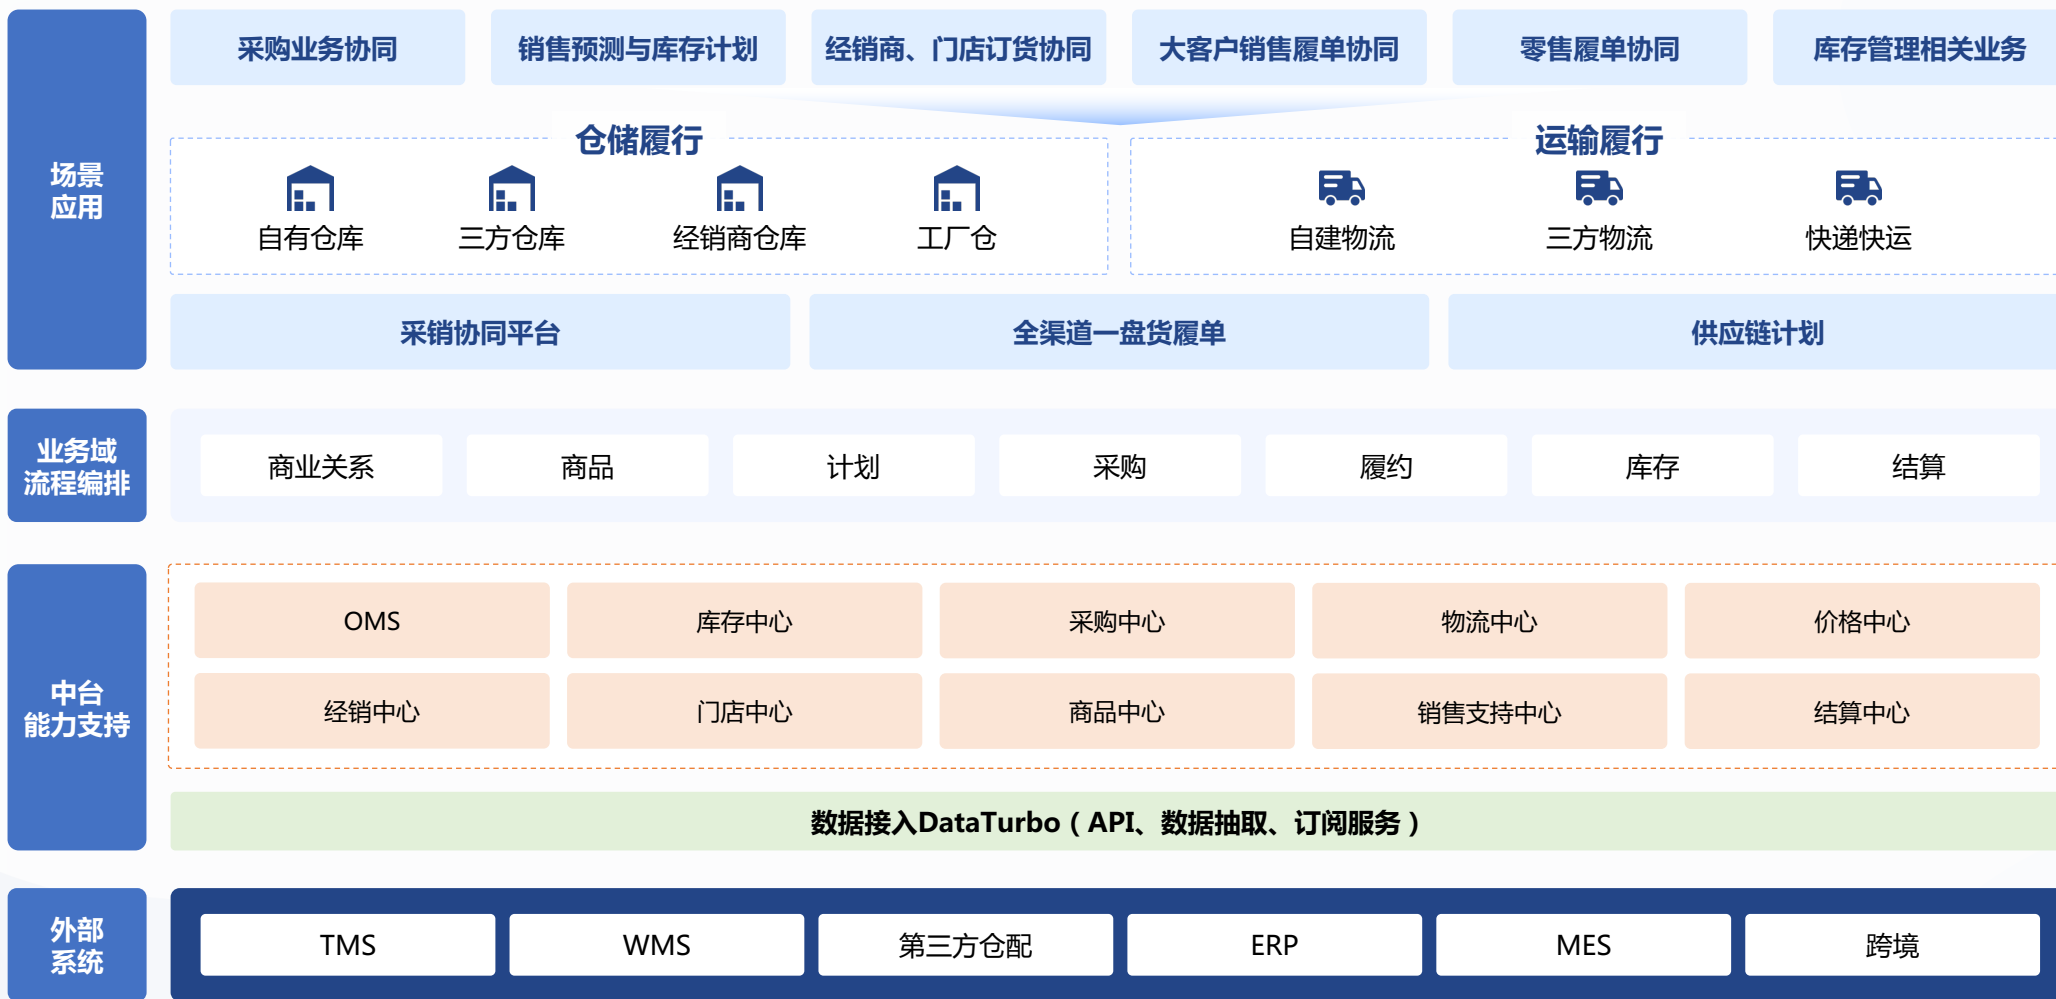 采购业务协同
销售预测与库存计划
经销商、门店订货协同
大客户销售履单协同
零售履单协同
库存管理相关业务
场景
应用
仓储履行
自有仓库
三方仓库
经销商仓库
工厂仓
运输履行
自建物流
三方物流
快递快运
采销协同平台
全渠道一盘货履单
供应链计划
业务域
流程编排
商业关系
商品
计划
采购
履约
库存
结算
中台
能力支持
OMS
库存中心
采购中心
物流中心
价格中心
经销中心
门店中心
商品中心
销售支持中心
结算中心
数据接入DataTurbo（API、数据抽取、订阅服务）
外部
系统
TMS
WMS
第三方仓配
ERP
MES
跨境